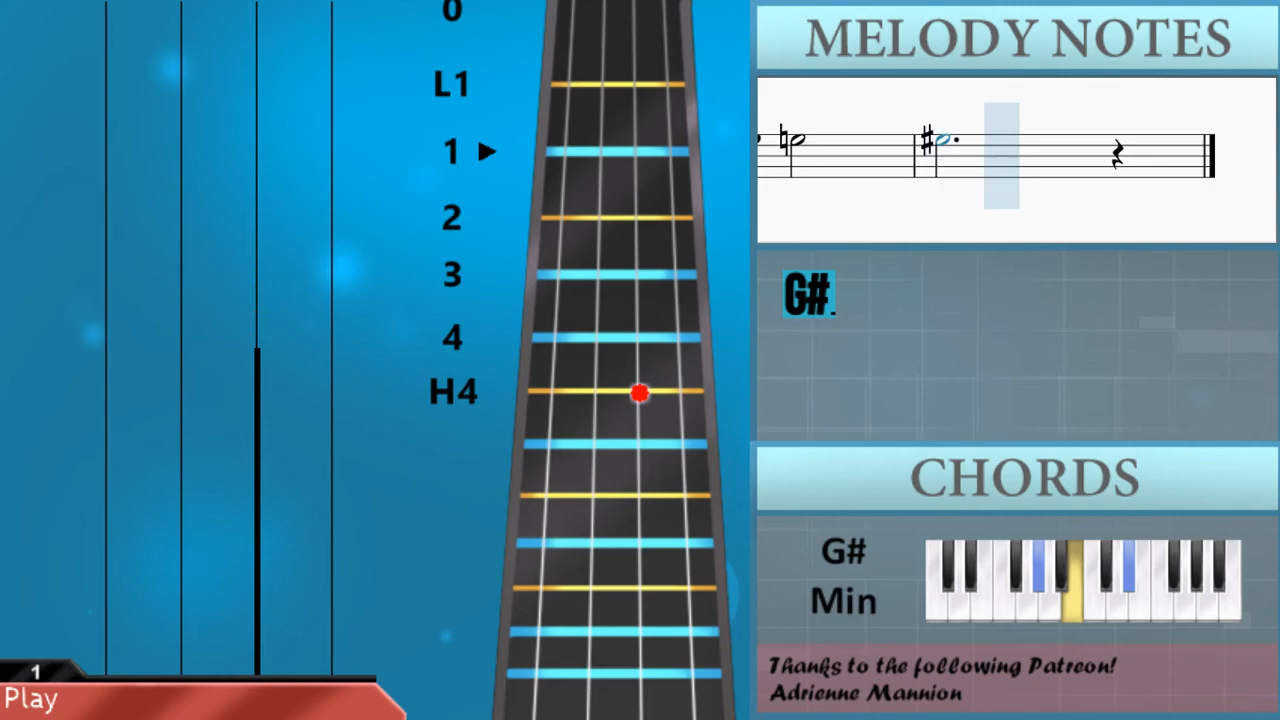 0
L1
1
2
3
4
H4
1
Play
MELODY NOTES
G#.
CHORDS
G#
Min
Thanks to the following Patreon!
Adrienne Mannion